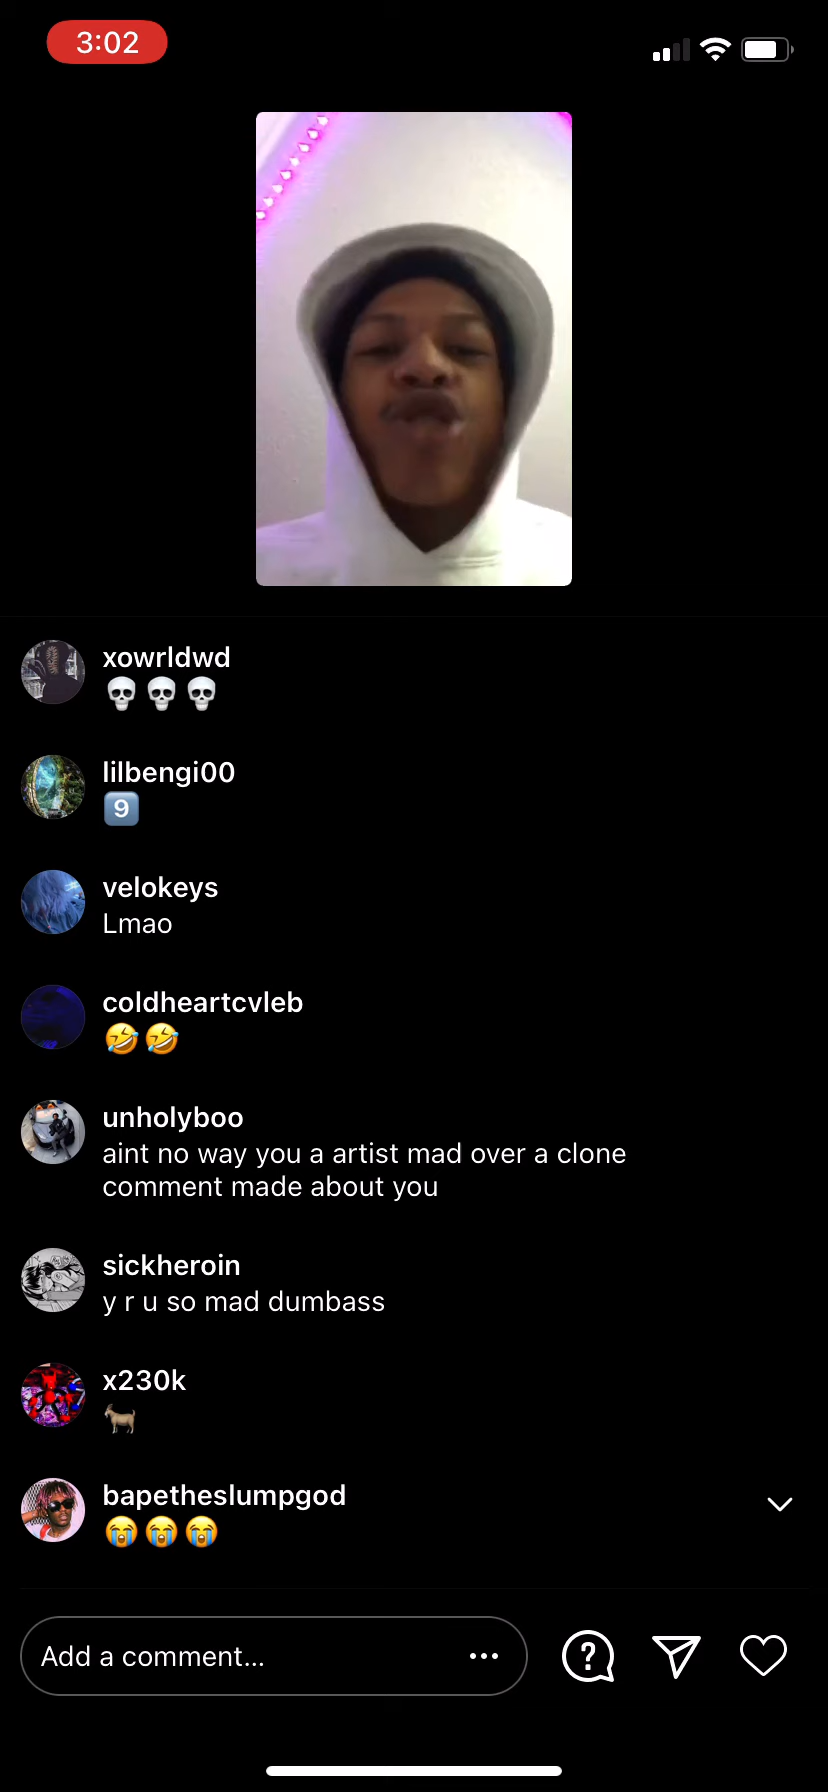 3:02
xowrldwd
💀💀💀
lilbengi00
9️⃣
velokeys
Lmao
coldheartcvleb
🤣🤣
unholyboo
aint no way you a artist mad over a clone
comment made about you
sickheroin
y r u so mad dumbass
x230k
🐐
bapetheslumpgod
😭😭😭
Add a comment...